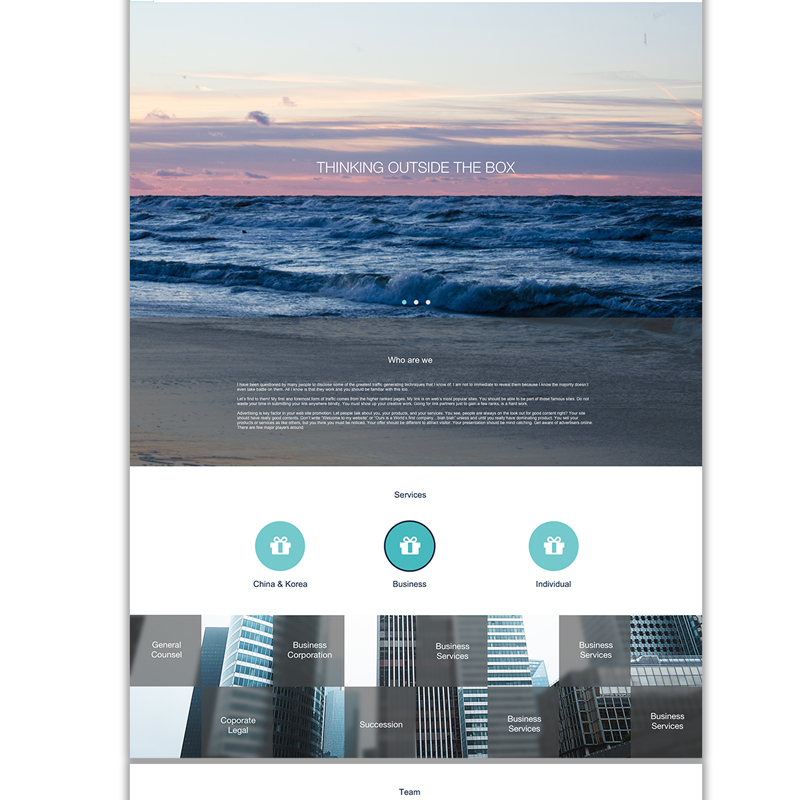 THINKING OUTSIDE THE BOX
Who are we
I have been questioned by many people to disclose some of the greatest traffic generating techniques that I know of. I am not to immediate to reveal them because I know the majority doesn't
even take battle on them. All I know is that they work and you should be familiar with this too.
Let's find to them! My first and foremost form of traffic comes from the higher ranked pages. My link is on web's most popular sites. You should be able to be part of those famous sites. Do not
waste your time in submitting your link anywhere blindly. You must show up your creative work. Going for link partners just to gain a few ranks, is a hard work.
Advertising is key factor in your web site promotion. Let people talk about you, your products, and your services. You see, people are always on the look out for good content right? Your site
should have really good contents. Don't write "Welcome to my website" or "Ours is a World's first company... blah blah" unless and until you really have dominating product. You sell your
products or services as like others, but you think you must be noticed. Your offer should be different to attract visitor. Your presentation should be mind catching. Get aware of advertisers online.
There are few major players around:
Services
China & Korea
Business
Individual
General
Counsel
Business
Corporation
Business
Services
Business
Services
Coporate
Legal
Succession
Business
Services
Business
Services
Team